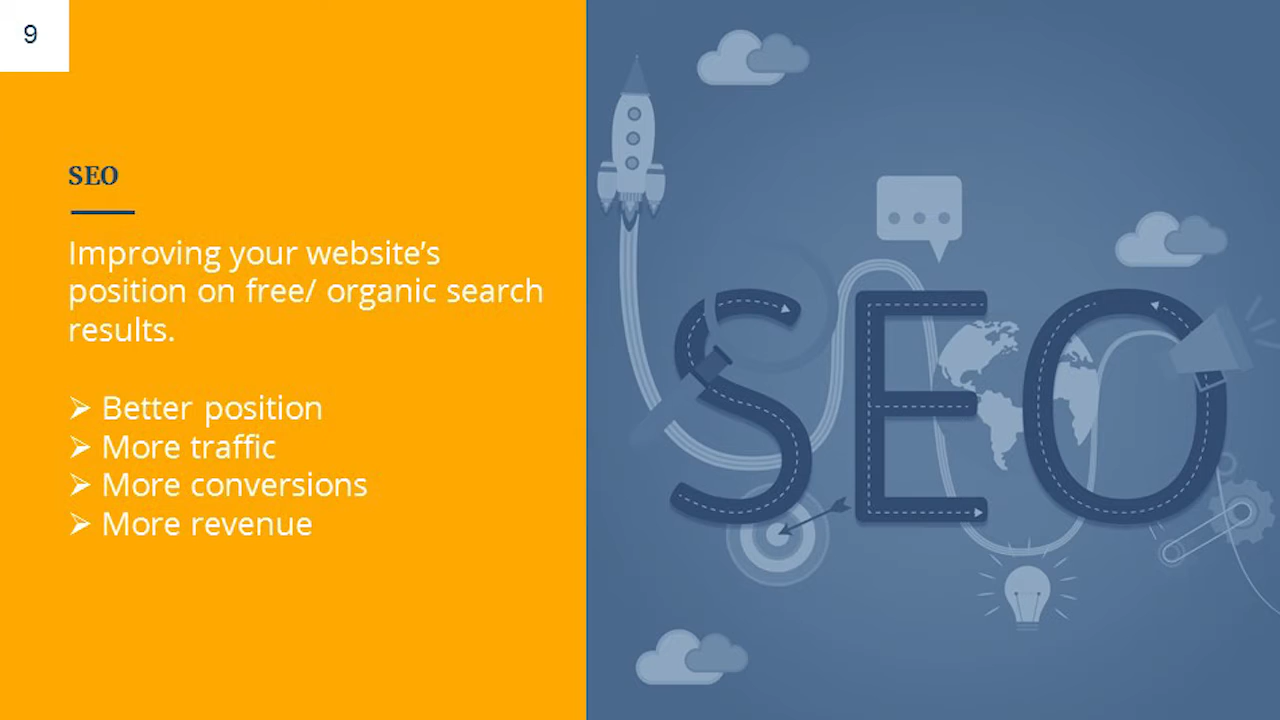 9
SEO
Improving your website’s
position on free/ organic search
results.
➢ Better position
➢ More traffic
➢ More conversions
➢ More revenue
SEO